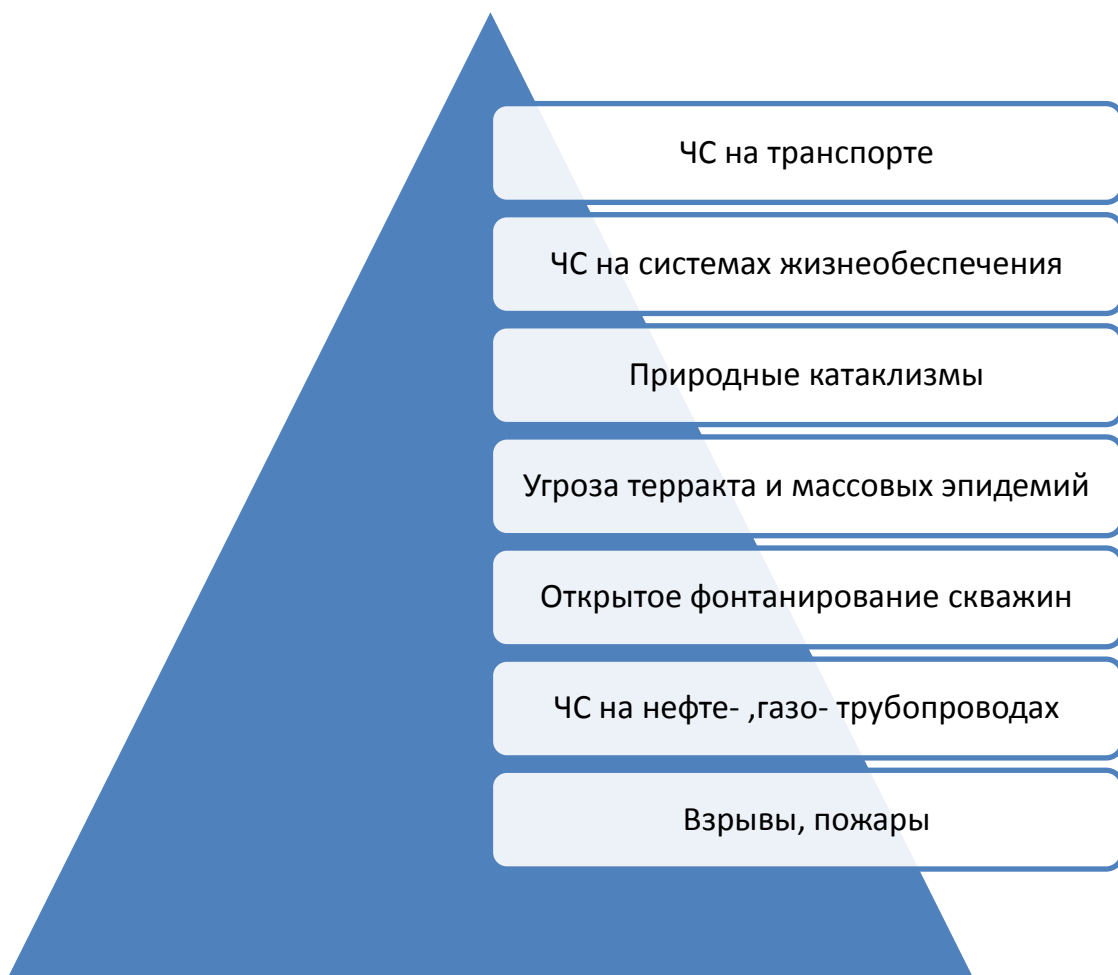 ЧС на транспорте
ЧС на системах жизнеобеспечения
Природные катаклизмы
Угроза терракта и массовых эпидемий
Открытое фонтанирование скважин
ЧС на нефте- ,газо- трубопроводах
Взрывы, пожары